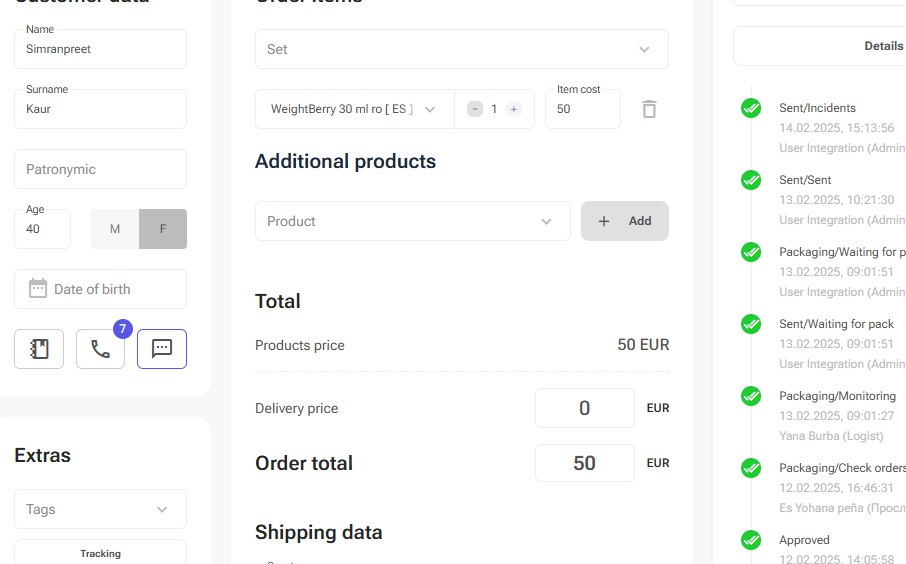 Customer data
Name
Simranpreet
Surname
Kaur
Patronymic
Age
40
M
F
Date of birth
7
Extras
Tags
Tracking
Order items
Set
WeightBerry 30 ml ro [ ES ]
− 1 +
Item cost
50
Additional products
Product
+ Add
Total
Products price
50 EUR
Delivery price
0
EUR
Order total
50
EUR
Shipping data
Details
Sent/Incidents
14.02.2025, 15:13:56
User Integration (Admin
Sent/Sent
13.02.2025, 10:21:30
User Integration (Admin
Packaging/Waiting for p
13.02.2025, 09:01:51
User Integration (Admin
Sent/Waiting for pack
13.02.2025, 09:01:51
User Integration (Admin
Packaging/Monitoring
13.02.2025, 09:01:27
Yana Burba (Logist)
Packaging/Check orders
12.02.2025, 16:46:31
Es Yohana peña (Просл
Approved
12.02.2025, 14:05:58